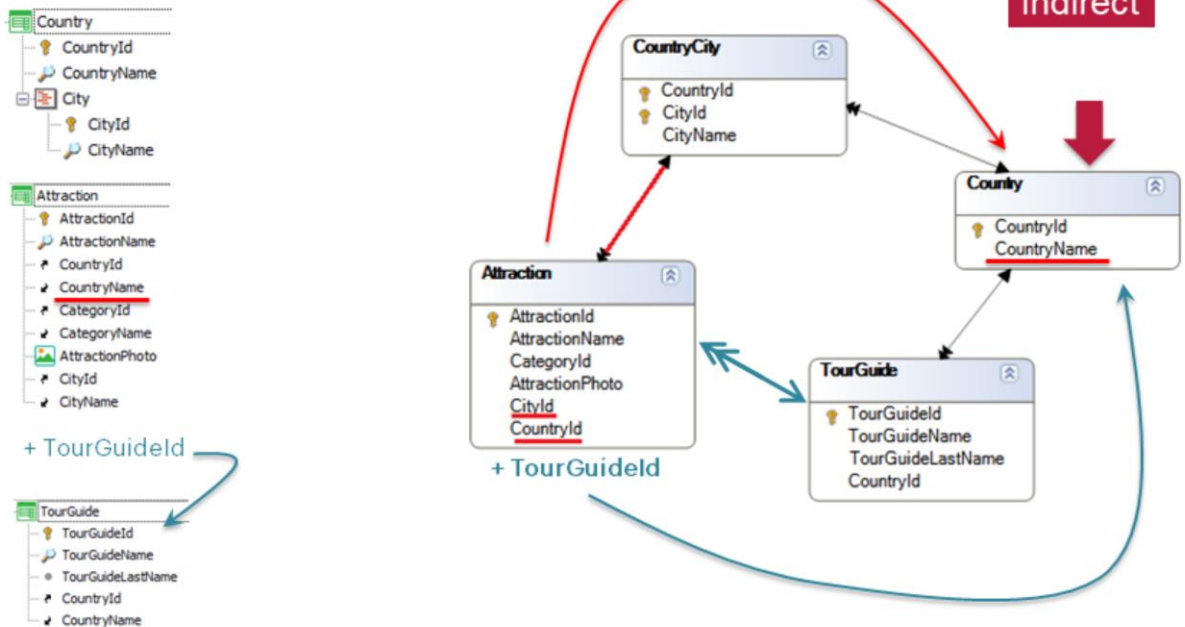 Country
CountryId
CountryName
City
CityId
CityName
Attraction
AttractionId
AttractionName
CountryId
CountryName
CategoryId
CategoryName
AttractionPhoto
CityId
CityName
+ TourGuideId
TourGuide
TourGuideId
TourGuideName
TourGuideLastName
CountryId
CountryName
Indirect
CountryCity
CountryId
CityId
CityName
Country
CountryId
CountryName
Attraction
AttractionId
AttractionName
CategoryId
AttractionPhoto
CityId
CountryId
+ TourGuideId
TourGuide
TourGuideId
TourGuideName
TourGuideLastName
CountryId